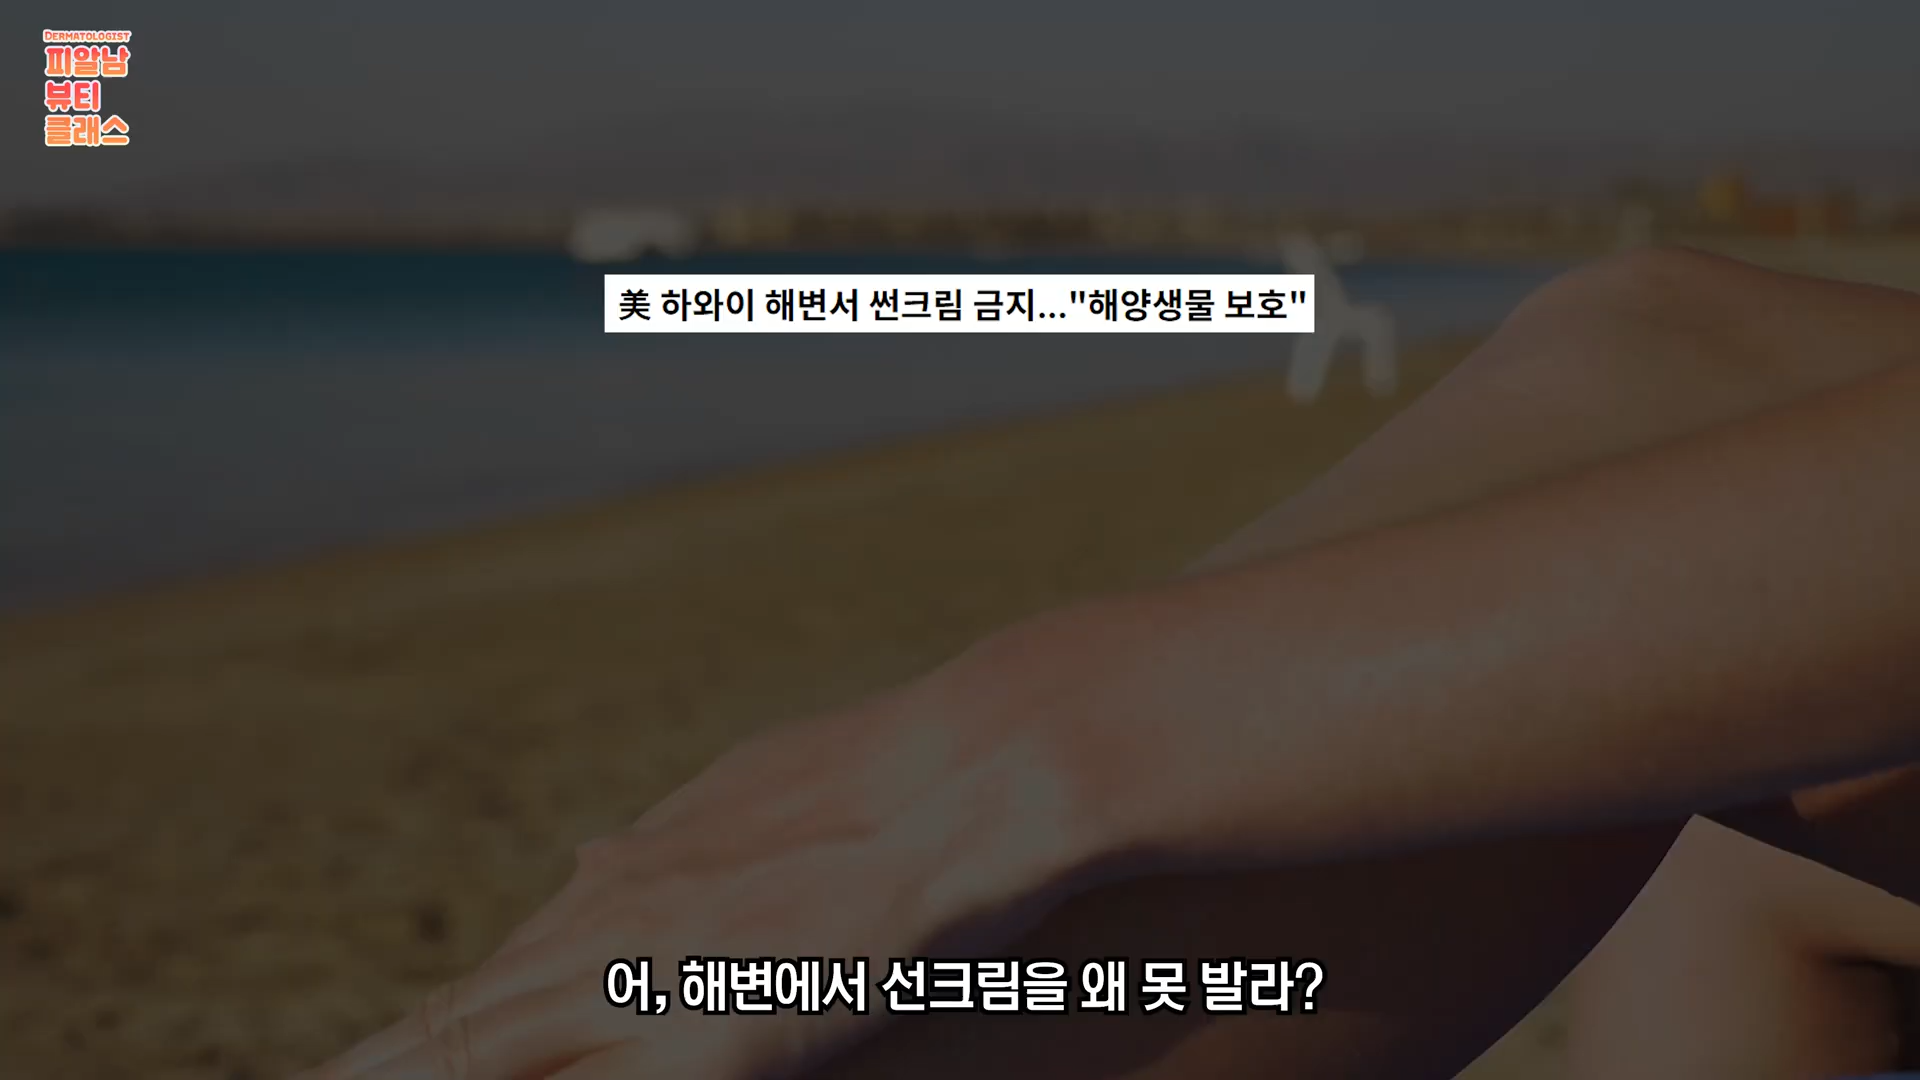 DERMATOLOGIST
피알남
뷰티
클래스
美 하와이 해변서 썬크림 금지..."해양생물 보호"
어, 해변에서 선크림을 왜 못 발라?